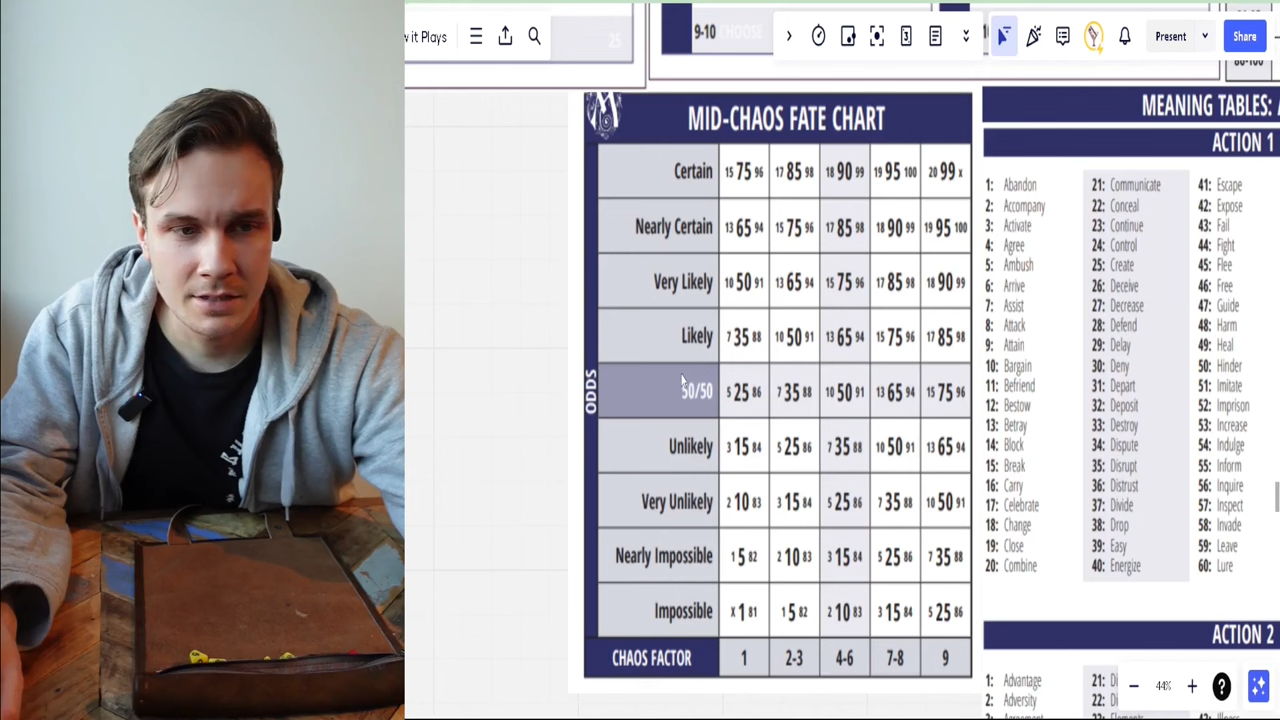 w it Plays
25
9-10 CHOOSE
Present
Share
MID-CHAOS FATE CHART
Certain 15 75 96 17 85 98 18 90 99 19 95 100 20 99 x
Nearly Certain 13 65 94 15 75 96 17 85 98 18 90 99 19 95 100
Very Likely 10 50 91 13 65 94 15 75 96 17 85 98 18 90 99
Likely 7 35 88 10 50 91 13 65 94 15 75 96 17 85 98
50/50 5 25 86 7 35 88 10 50 91 13 65 94 15 75 96
Unlikely 3 15 84 5 25 86 7 35 88 10 50 91 13 65 94
Very Unlikely 2 10 83 3 15 84 5 25 86 7 35 88 10 50 91
Nearly Impossible 1 5 82 2 10 83 3 15 84 5 25 86 7 35 88
Impossible x 1 81 1 5 82 2 10 83 3 15 84 5 25 86
CHAOS FACTOR 1 2-3 4-6 7-8 9
ODDS
MEANING TABLES:
ACTION 1
1: Abandon
2: Accompany
3: Activate
4: Agree
5: Ambush
6: Arrive
7: Assist
8: Attack
9: Attain
10: Bargain
11: Befriend
12: Bestow
13: Betray
14: Block
15: Break
16: Carry
17: Celebrate
18: Change
19: Close
20: Combine
21: Communicate
22: Conceal
23: Continue
24: Control
25: Create
26: Deceive
27: Decrease
28: Defend
29: Delay
30: Deny
31: Depart
32: Deposit
33: Destroy
34: Dispute
35: Disrupt
36: Distrust
37: Divide
38: Drop
39: Easy
40: Energize
41: Escape
42: Expose
43: Fail
44: Fight
45: Flee
46: Free
47: Guide
48: Harm
49: Heal
50: Hinder
51: Imitate
52: Imprison
53: Increase
54: Indulge
55: Inform
56: Inquire
57: Inspect
58: Invade
59: Leave
60: Lure
ACTION 2
1: Advantage
2: Adversity
21: Di
22: Di
44%